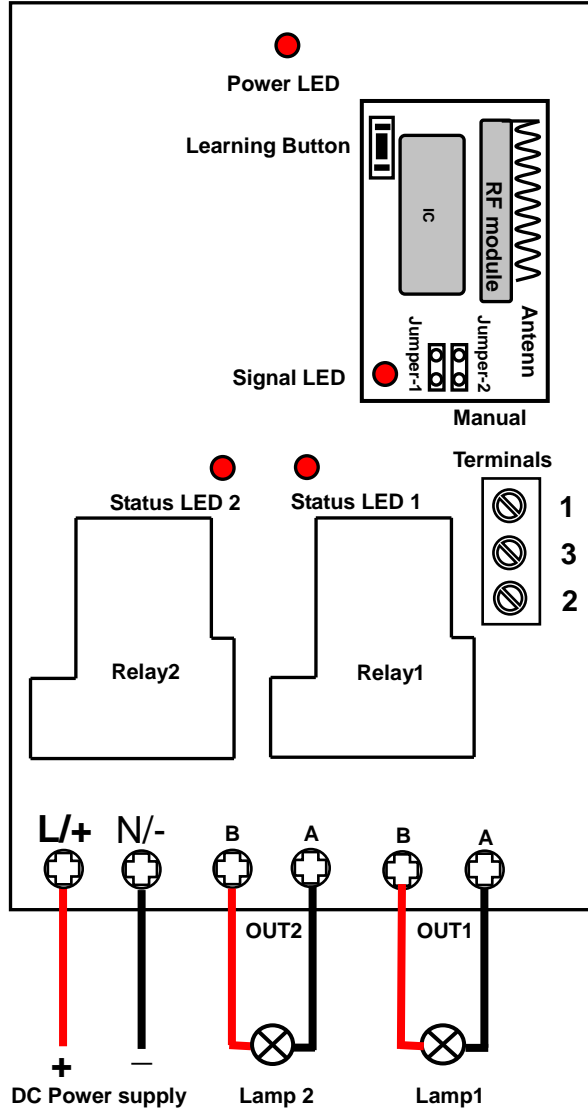 Power LED
Learning Button
IC
RF module
Antenn
Jumper-1
Jumper-2
Signal LED
Manual
Terminals
Status LED 2
Status LED 1
1
3
2
Relay2
Relay1
L/+
N/-
B
A
B
A
OUT2
OUT1
+
−
DC Power supply
Lamp 2
Lamp1